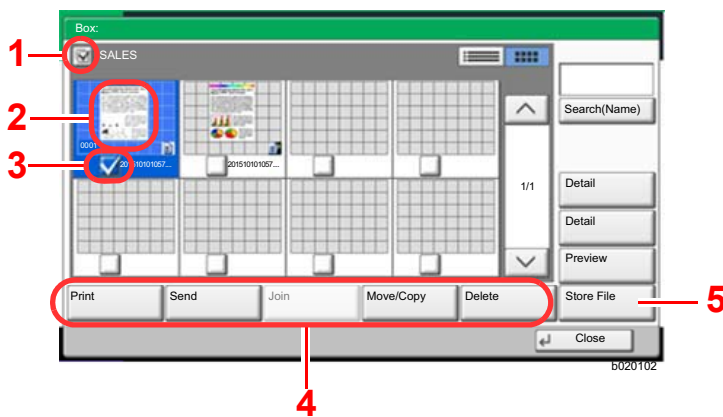 Box:
1
SALES
2
Search(Name)
0001
3
201510101057...
201510101057...
1/1
Detail
Detail
Preview
Print
Send
Join
Move/Copy
Delete
Store File
5
Close
b020102
4